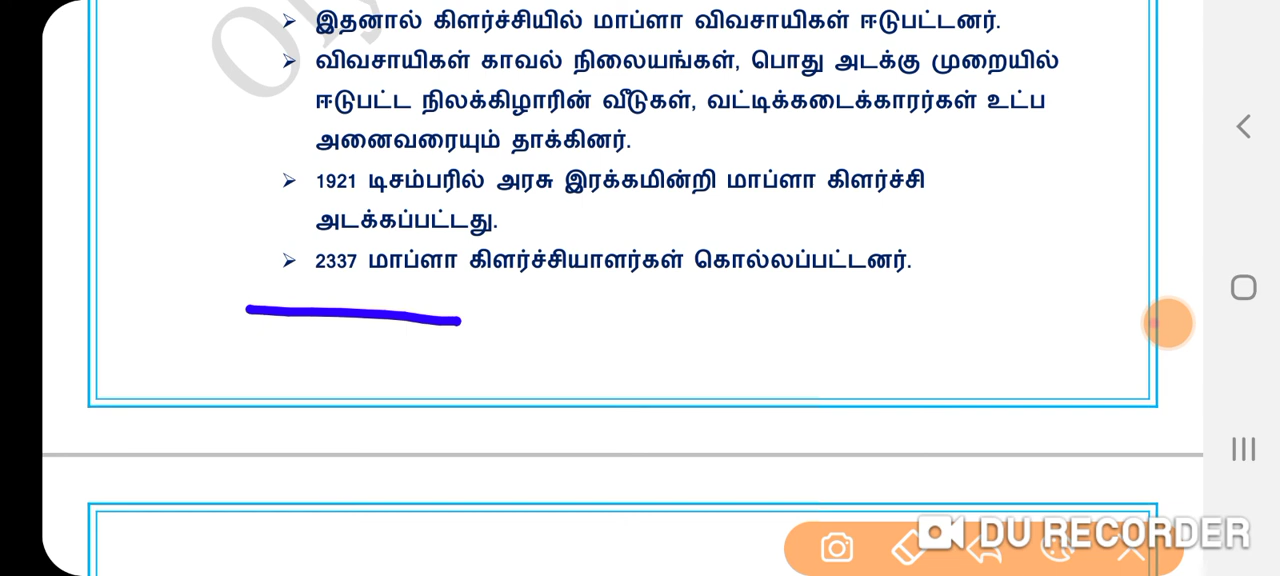 ➢ இதனால் கிளர்ச்சியில் மாப்ளா விவசாயிகள் ஈடுபட்டனர்.
➢ விவசாயிகள் காவல் நிலையங்கள், பொது அடக்கு முறையில்
ஈடுபட்ட நிலக்கிழாரின் வீடுகள், வட்டிக்கடைக்காரர்கள் உட்ப
அனைவரையும் தாக்கினர்.
➢ 1921 டிசம்பரில் அரசு இரக்கமின்றி மாப்ளா கிளர்ச்சி
அடக்கப்பட்டது.
➢ 2337 மாப்ளா கிளர்ச்சியாளர்கள் கொல்லப்பட்டனர்.
DU RECORDER